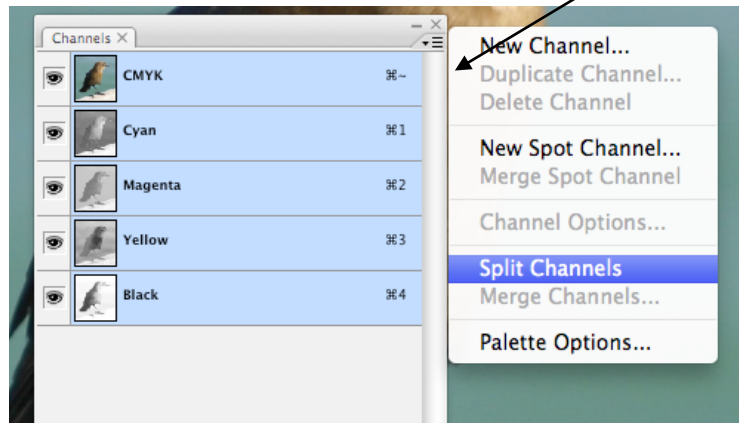 Channels ×
CMYK ⌘~
Cyan ⌘1
Magenta ⌘2
Yellow ⌘3
Black ⌘4
New Channel...
Duplicate Channel...
Delete Channel
New Spot Channel...
Merge Spot Channel
Channel Options...
Split Channels
Merge Channels...
Palette Options...